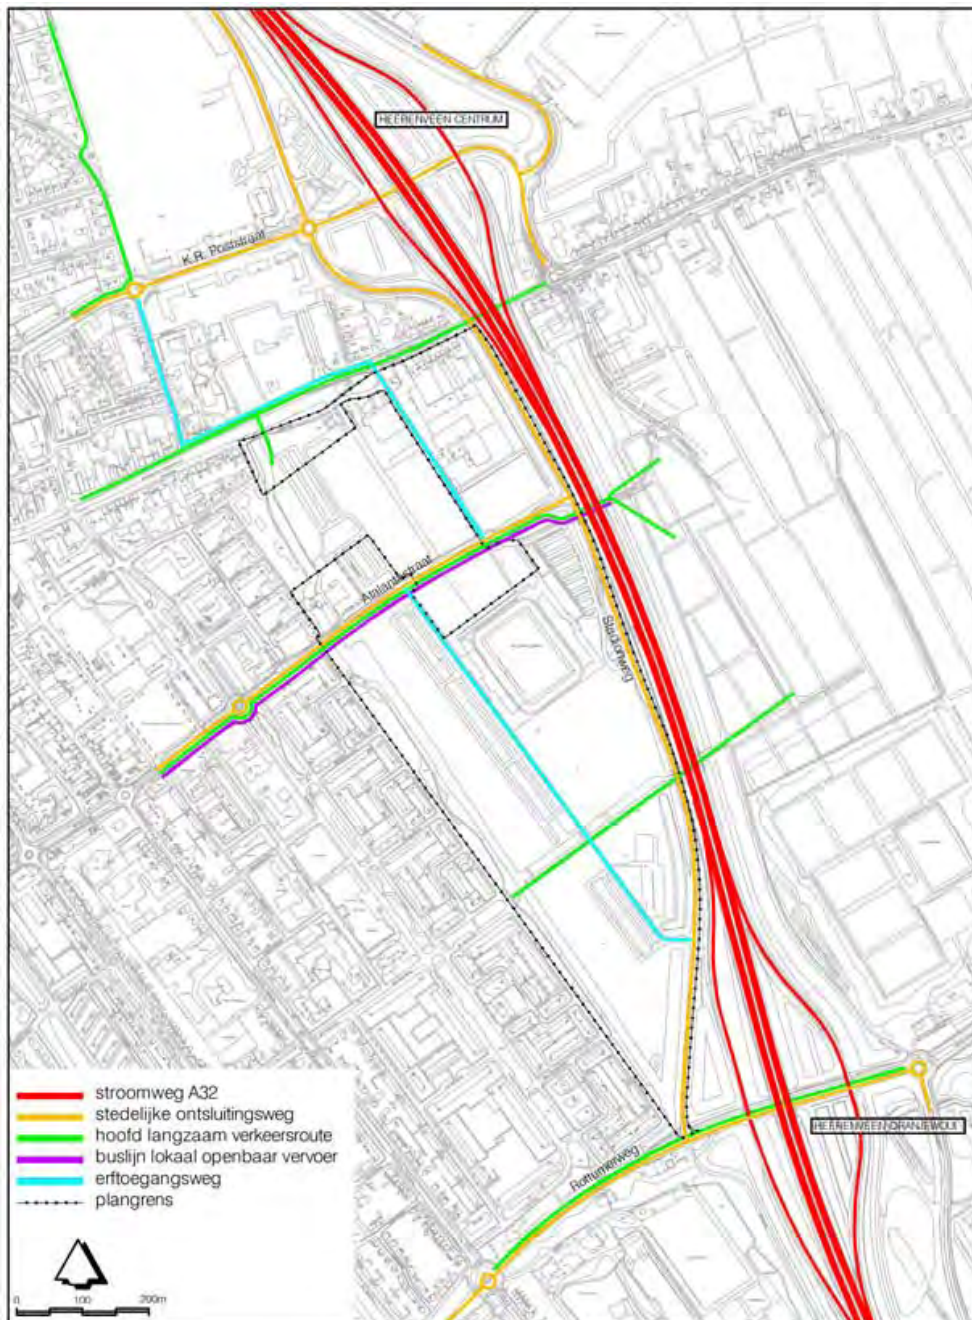 HEERENVEEN CENTRUM
K.R. Poststraat
Atalantastraat
Stadionweg
stroomweg A32
stedelijke ontsluitingsweg
hoofd langzaam verkeersroute
buslijn lokaal openbaar vervoer
erftoegangsweg
plangrens
HEERENVEEN ORANJEWOUD
Rottumerweg
0 100 200m